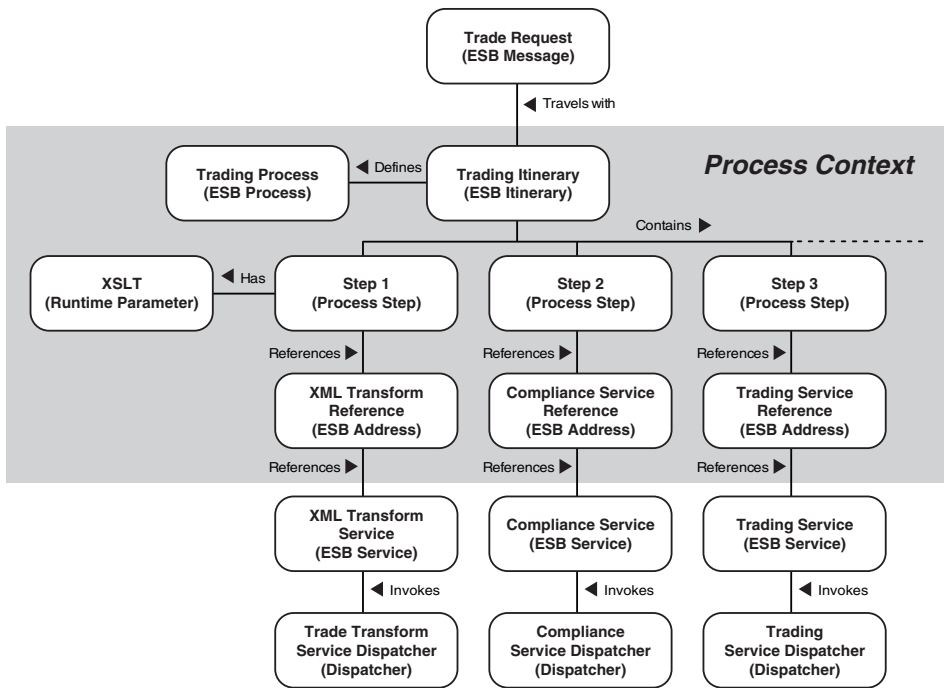 Trade Request
(ESB Message)
Travels with
Process Context
Trading Process
(ESB Process)
Defines
Trading Itinerary
(ESB Itinerary)
Contains
XSLT
(Runtime Parameter)
Has
Step 1
(Process Step)
Step 2
(Process Step)
Step 3
(Process Step)
References
References
References
XML Transform
Reference
(ESB Address)
Compliance Service
Reference
(ESB Address)
Trading Service
Reference
(ESB Address)
References
References
References
XML Transform
Service
(ESB Service)
Compliance Service
(ESB Service)
Trading Service
(ESB Service)
Invokes
Invokes
Invokes
Trade Transform
Service Dispatcher
(Dispatcher)
Compliance
Service Dispatcher
(Dispatcher)
Trading
Service Dispatcher
(Dispatcher)